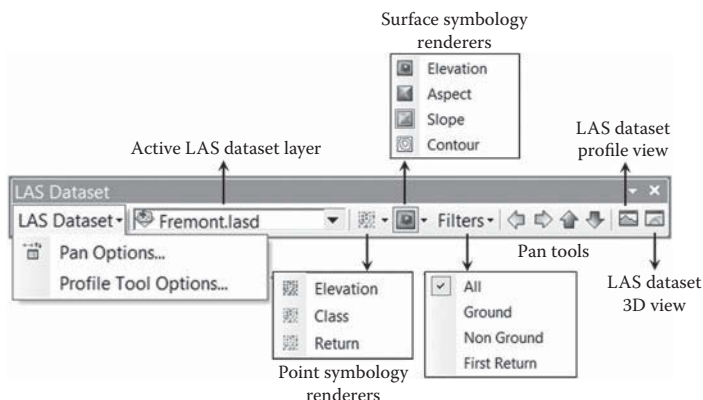 Surface symbology
renderers
Elevation
Aspect
Slope
Contour
Active LAS dataset layer
LAS dataset
profile view
LAS Dataset
LAS Dataset
Fremont.lasd
Filters
Pan Options...
Profile Tool Options...
Pan tools
Elevation
Class
Return
All
Ground
Non Ground
First Return
LAS dataset
3D view
Point symbology
renderers